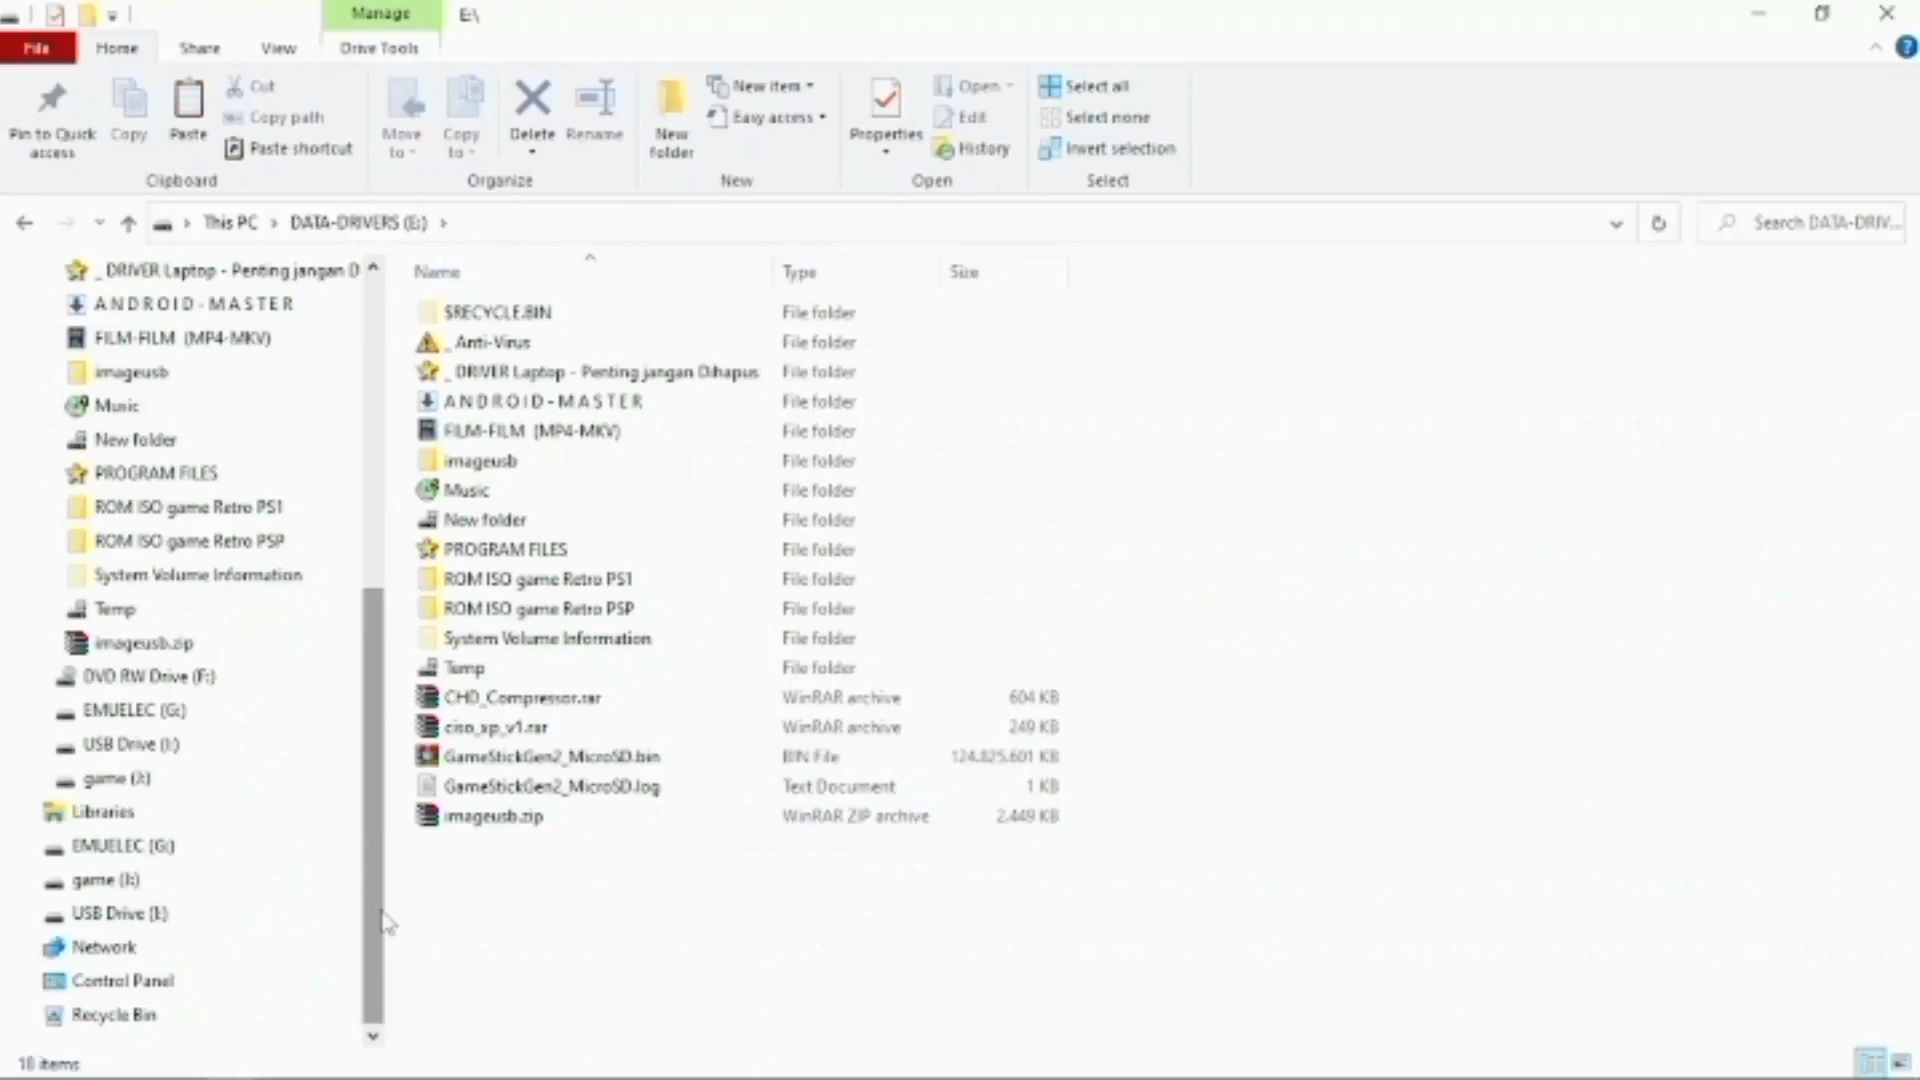 Manage E:\
File Home Share View Drive Tools
Pin to Quick access
Copy
Paste
Cut
Copy path
Paste shortcut
Clipboard
Move to
Copy to
Delete
Rename
Organize
New folder
New item
Easy access
New
Properties
Open
Edit
History
Open
Select all
Select none
Invert selection
Select
This PC > DATA-DRIVERS (E:) >
Search DATA-DRIV...
_ DRIVER Laptop - Penting jangan D
A N D R O I D - M A S T E R
FILM-FILM (MP4-MKV)
imageusb
Music
New folder
PROGRAM FILES
ROM ISO game Retro PS1
ROM ISO game Retro PSP
System Volume Information
Temp
imageusb.zip
DVD RW Drive (F:)
EMUELEC (G:)
USB Drive (I:)
game (J:)
Libraries
EMUELEC (G:)
game (J:)
USB Drive (I:)
Network
Control Panel
Recycle Bin
Name Type Size
$RECYCLE.BIN File folder
_ Anti-Virus File folder
_ DRIVER Laptop - Penting jangan Dihapus File folder
A N D R O I D - M A S T E R File folder
FILM-FILM (MP4-MKV) File folder
imageusb File folder
Music File folder
New folder File folder
PROGRAM FILES File folder
ROM ISO game Retro PS1 File folder
ROM ISO game Retro PSP File folder
System Volume Information File folder
Temp File folder
CHD_Compressor.rar WinRAR archive 604 KB
ciso_xp_v1.rar WinRAR archive 249 KB
GameStickGen2_MicroSD.bin BIN File 124.825.601 KB
GameStickGen2_MicroSD.log Text Document 1 KB
imageusb.zip WinRAR ZIP archive 2.449 KB
18 items